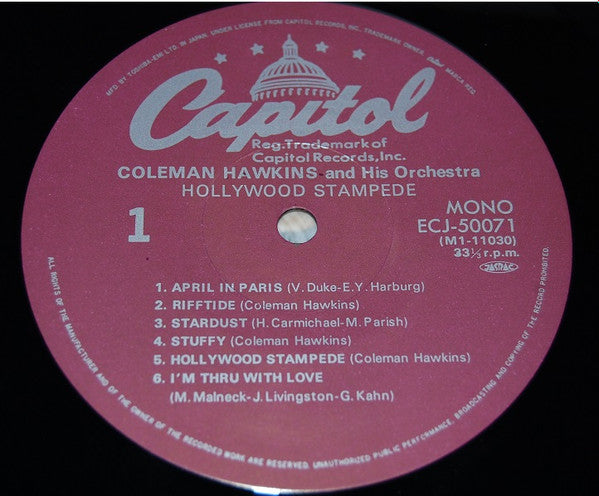 MFD BY TOSHIBA-EMI LTD. IN JAPAN, UNDER LICENSE FROM CAPITOL RECORDS, INC., TRADEMARK OWNER. Capitol MARCA REG.
Capitol
Reg. Trademark of
Capitol Records, Inc.
COLEMAN HAWKINS and His Orchestra
HOLLYWOOD STAMPEDE
1
MONO
ECJ-50071
(M1-11030)
33⅓ r.p.m.
JASRAC
1. APRIL IN PARIS (V. Duke-E.Y. Harburg)
2. RIFFTIDE (Coleman Hawkins)
3. STARDUST (H. Carmichael-M. Parish)
4. STUFFY (Coleman Hawkins)
5. HOLLYWOOD STAMPEDE (Coleman Hawkins)
6. I'M THRU WITH LOVE
(M. Malneck-J. Livingston-G. Kahn)
ALL RIGHTS OF THE MANUFACTURER AND OF THE OWNER OF THE RECORDED WORK ARE RESERVED. UNAUTHORIZED PUBLIC PERFORMANCE, BROADCASTING AND COPYING OF THE RECORD PROHIBITED.